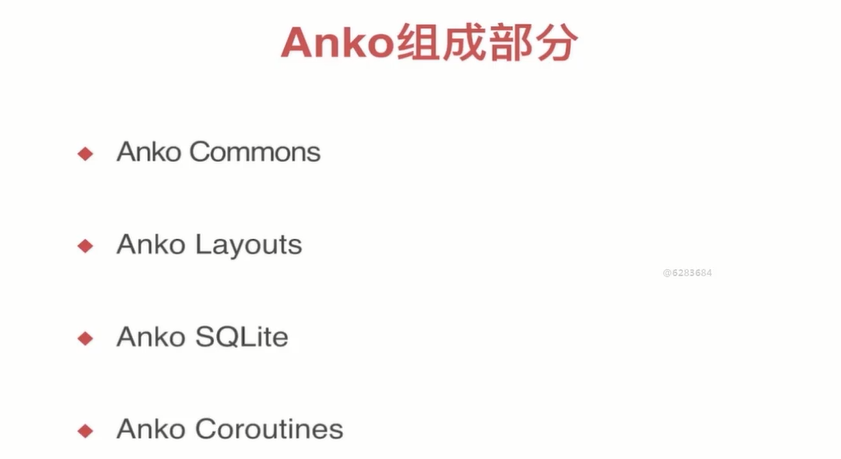 Anko组成部分
Anko Commons
Anko Layouts
@6283684
Anko SQLite
Anko Coroutines